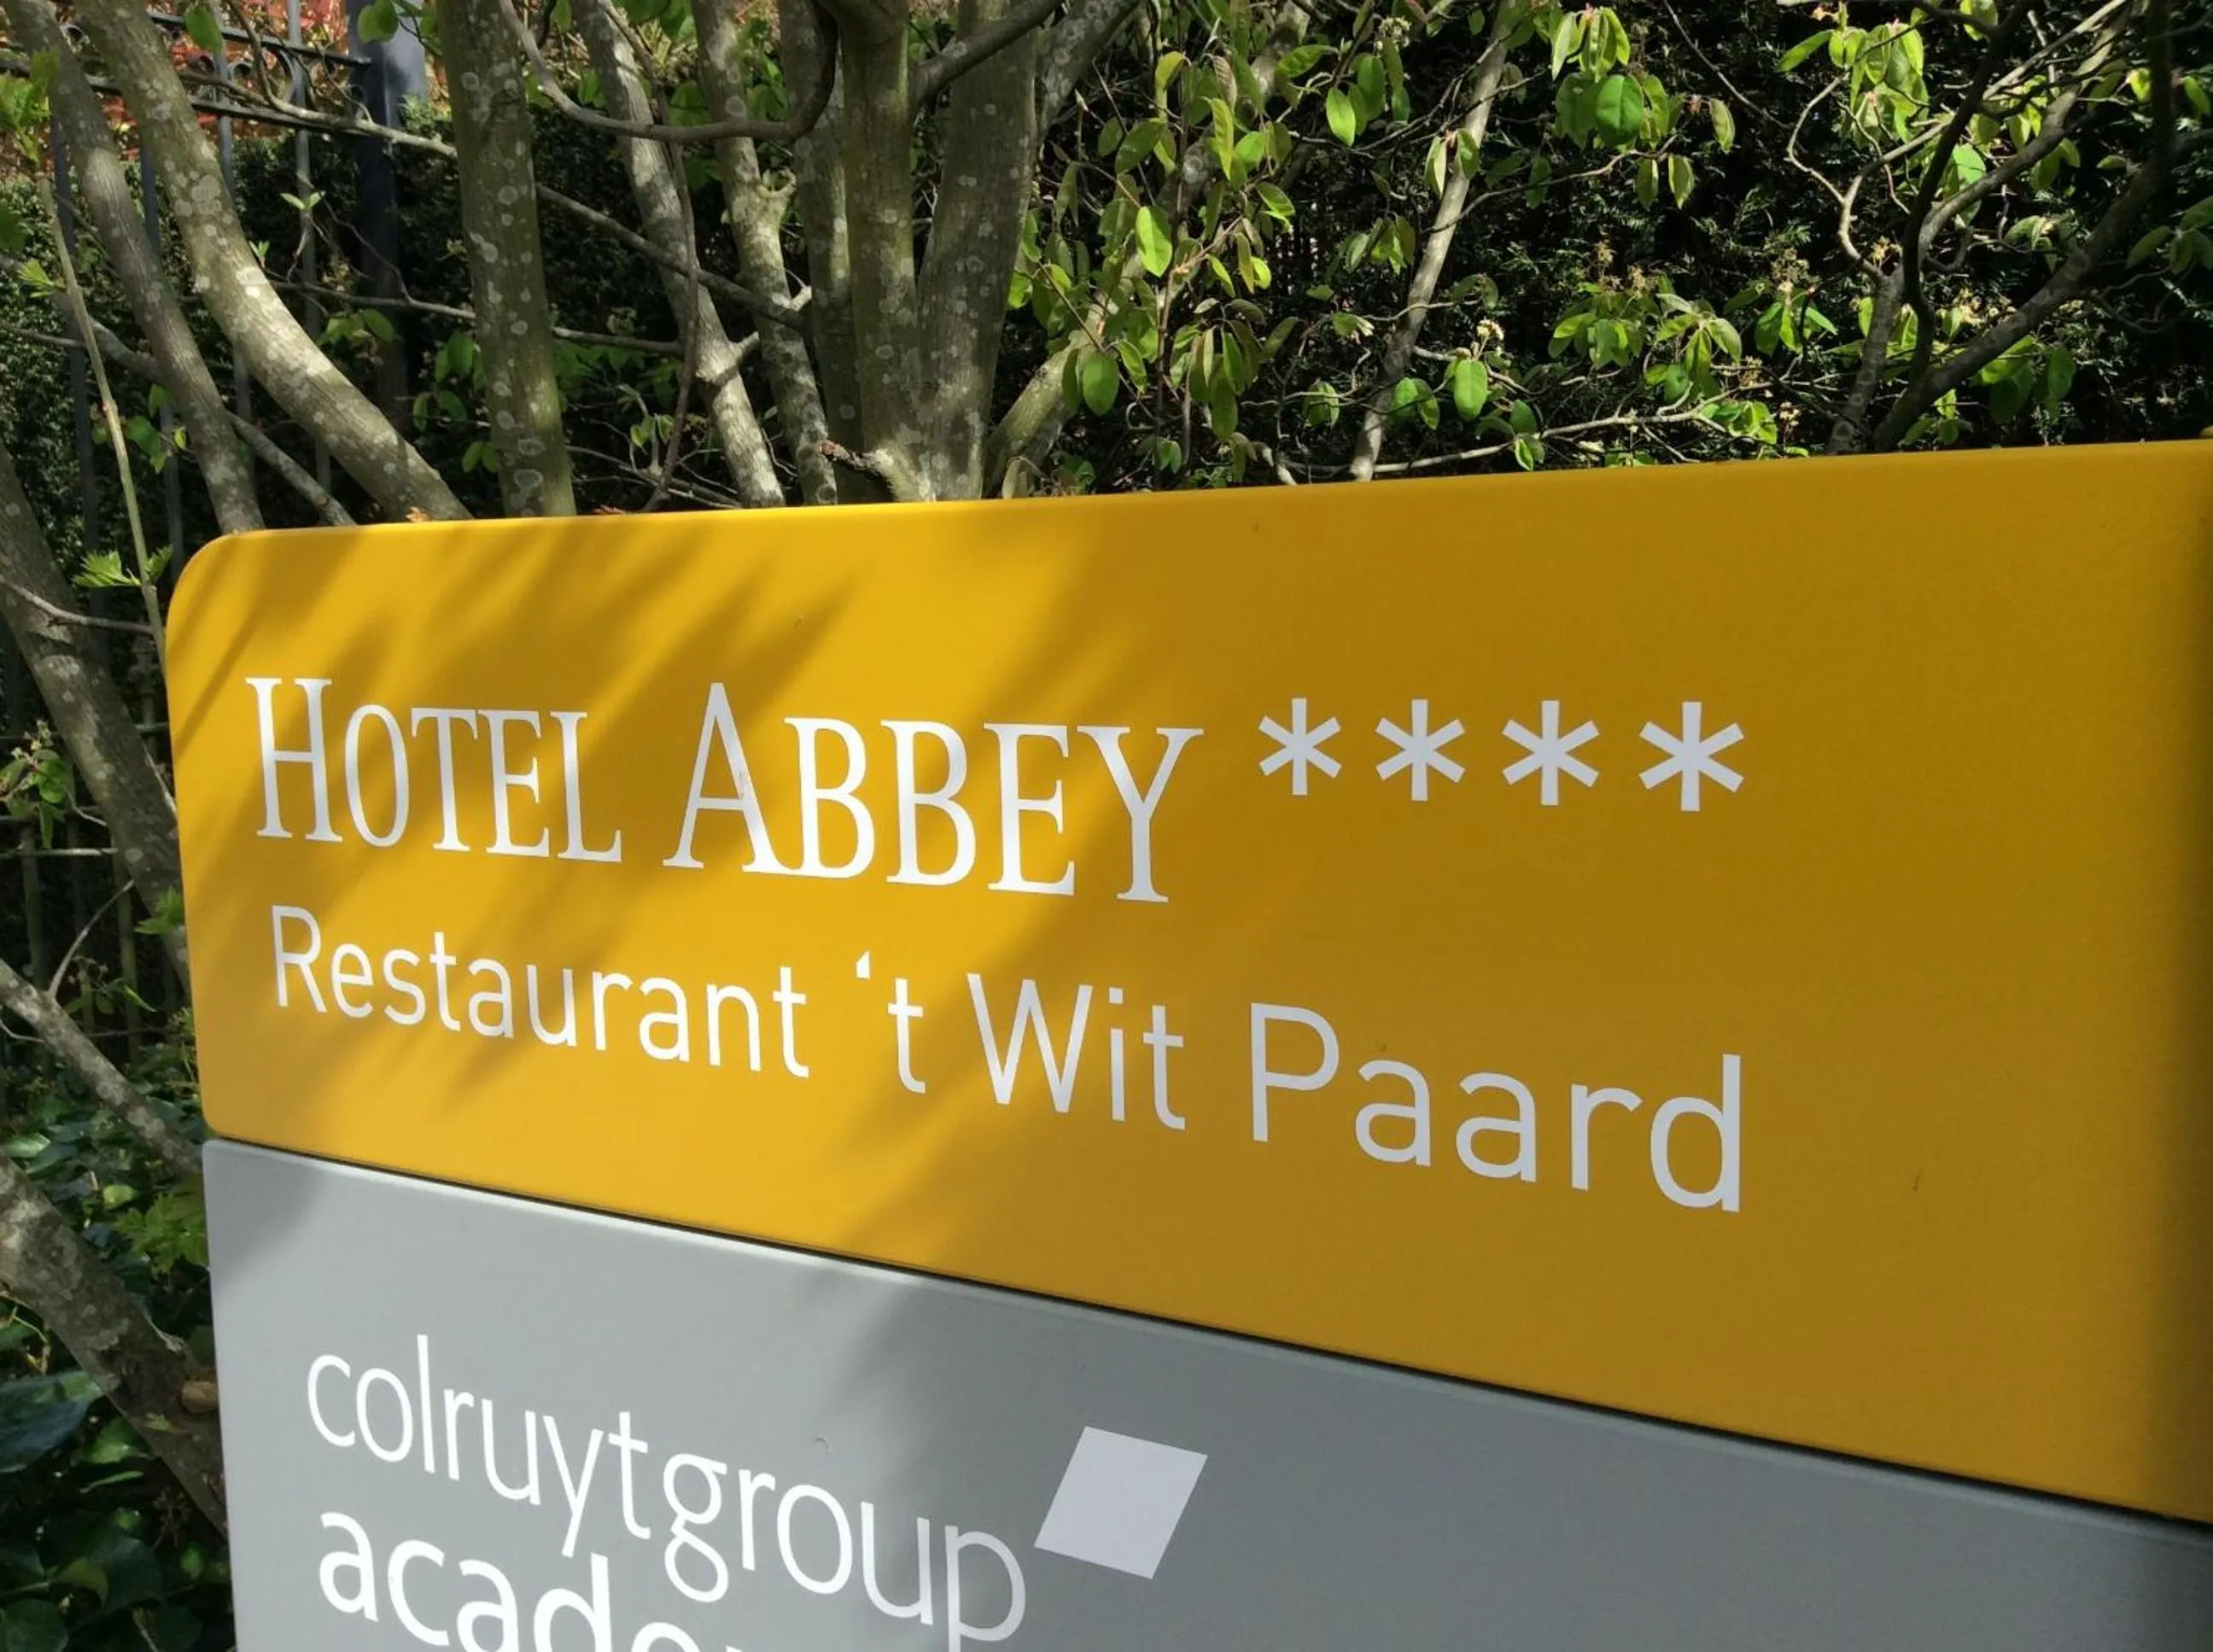 HOTEL ABBEY ****
Restaurant ‘t Wit Paard
colruytgroup